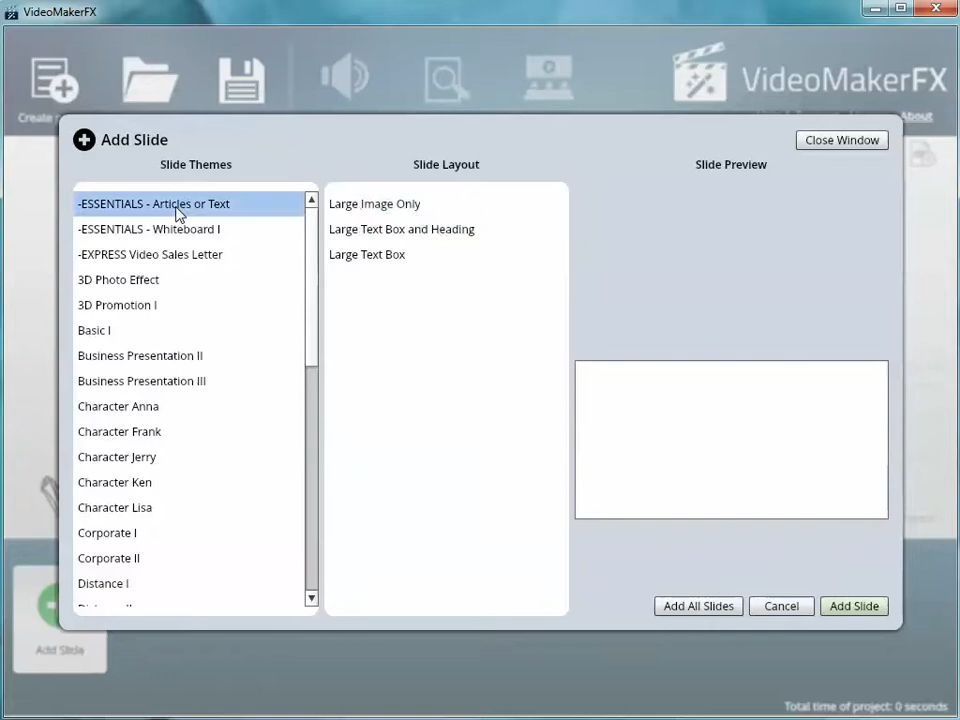 VideoMakerFX
VideoMakerFX
Create
About
Add Slide
Close Window
Slide Themes
Slide Layout
Slide Preview
-ESSENTIALS - Articles or Text
-ESSENTIALS - Whiteboard I
-EXPRESS Video Sales Letter
3D Photo Effect
3D Promotion I
Basic I
Business Presentation II
Business Presentation III
Character Anna
Character Frank
Character Jerry
Character Ken
Character Lisa
Corporate I
Corporate II
Distance I
Large Image Only
Large Text Box and Heading
Large Text Box
Add All Slides
Cancel
Add Slide
Add Slide
Total time of project: 0 seconds